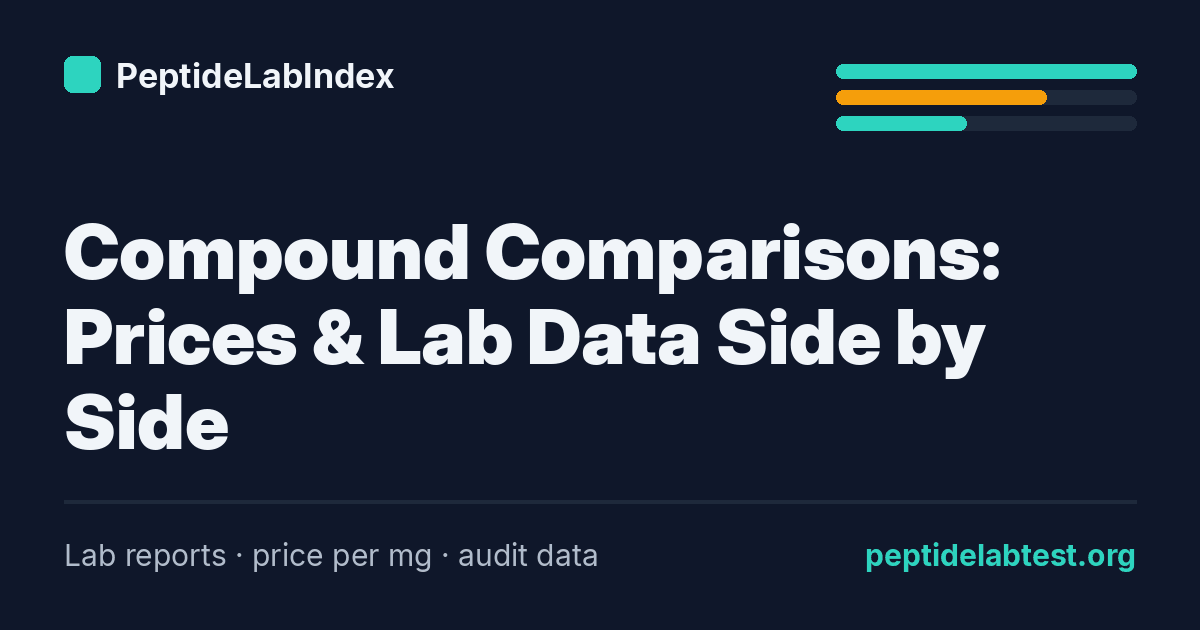 PeptideLabIndex
Compound Comparisons:
Prices & Lab Data Side by
Side
Lab reports · price per mg · audit data
peptidelabtest.org